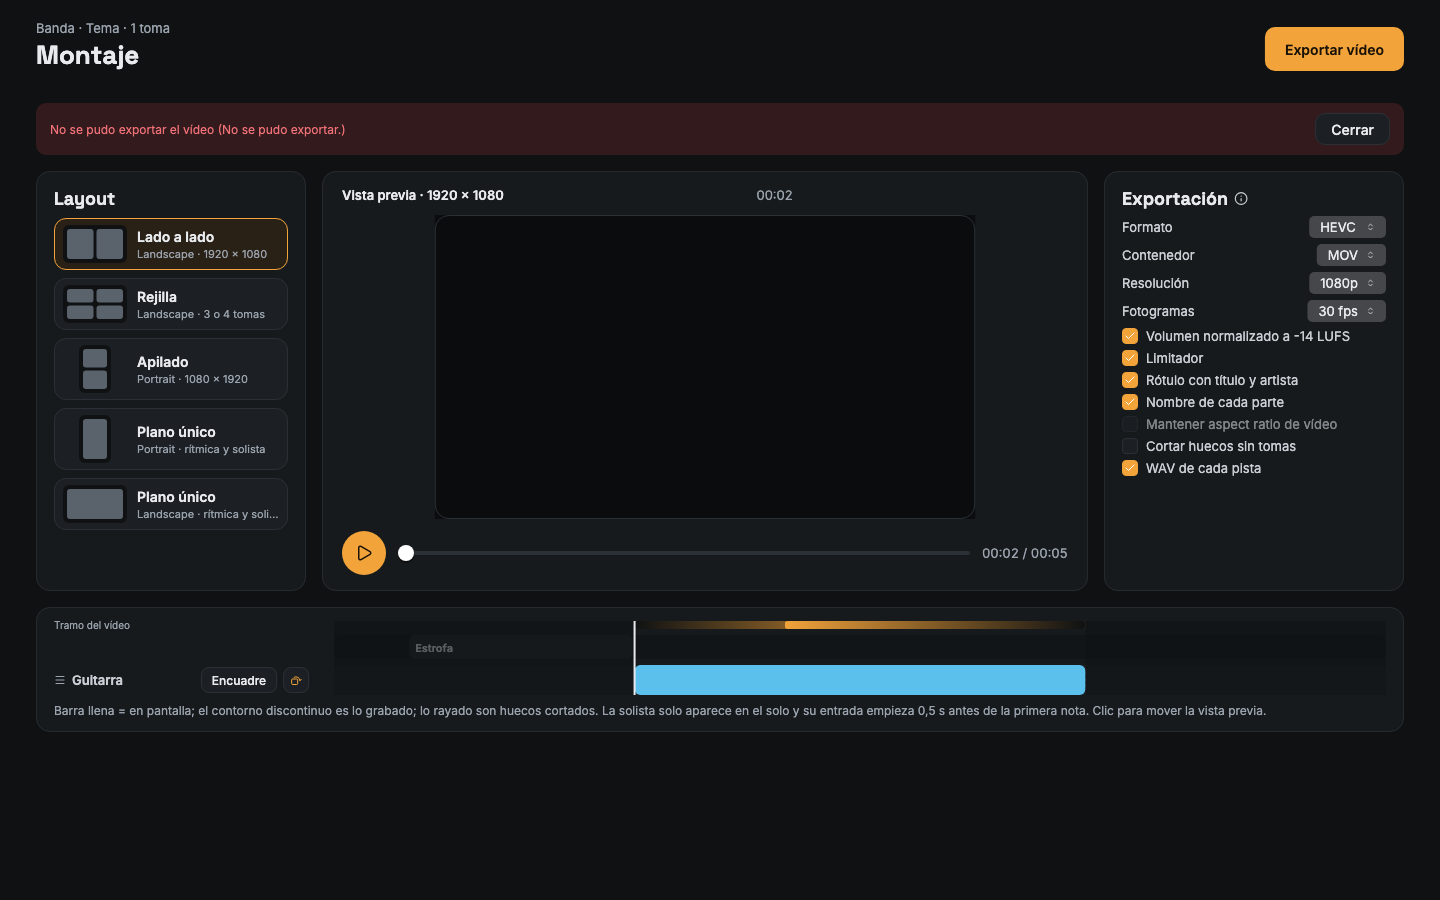 Banda · Tema · 1 toma
Montaje
Exportar vídeo
No se pudo exportar el vídeo (No se pudo exportar.)
Cerrar
Layout
Lado a lado
Landscape · 1920 × 1080
Rejilla
Landscape · 3 o 4 tomas
Apilado
Portrait · 1080 × 1920
Plano único
Portrait · rítmica y solista
Plano único
Landscape · rítmica y soli...
Vista previa · 1920 × 1080
00:02
00:02 / 00:05
Exportación
Formato
HEVC
Contenedor
MOV
Resolución
1080p
Fotogramas
30 fps
Volumen normalizado a -14 LUFS
Limitador
Rótulo con título y artista
Nombre de cada parte
Mantener aspect ratio de vídeo
Cortar huecos sin tomas
WAV de cada pista
Tramo del vídeo
Estrofa
Guitarra
Encuadre
Barra llena = en pantalla; el contorno discontinuo es lo grabado; lo rayado son huecos cortados. La solista solo aparece en el solo y su entrada empieza 0,5 s antes de la primera nota. Clic para mover la vista previa.